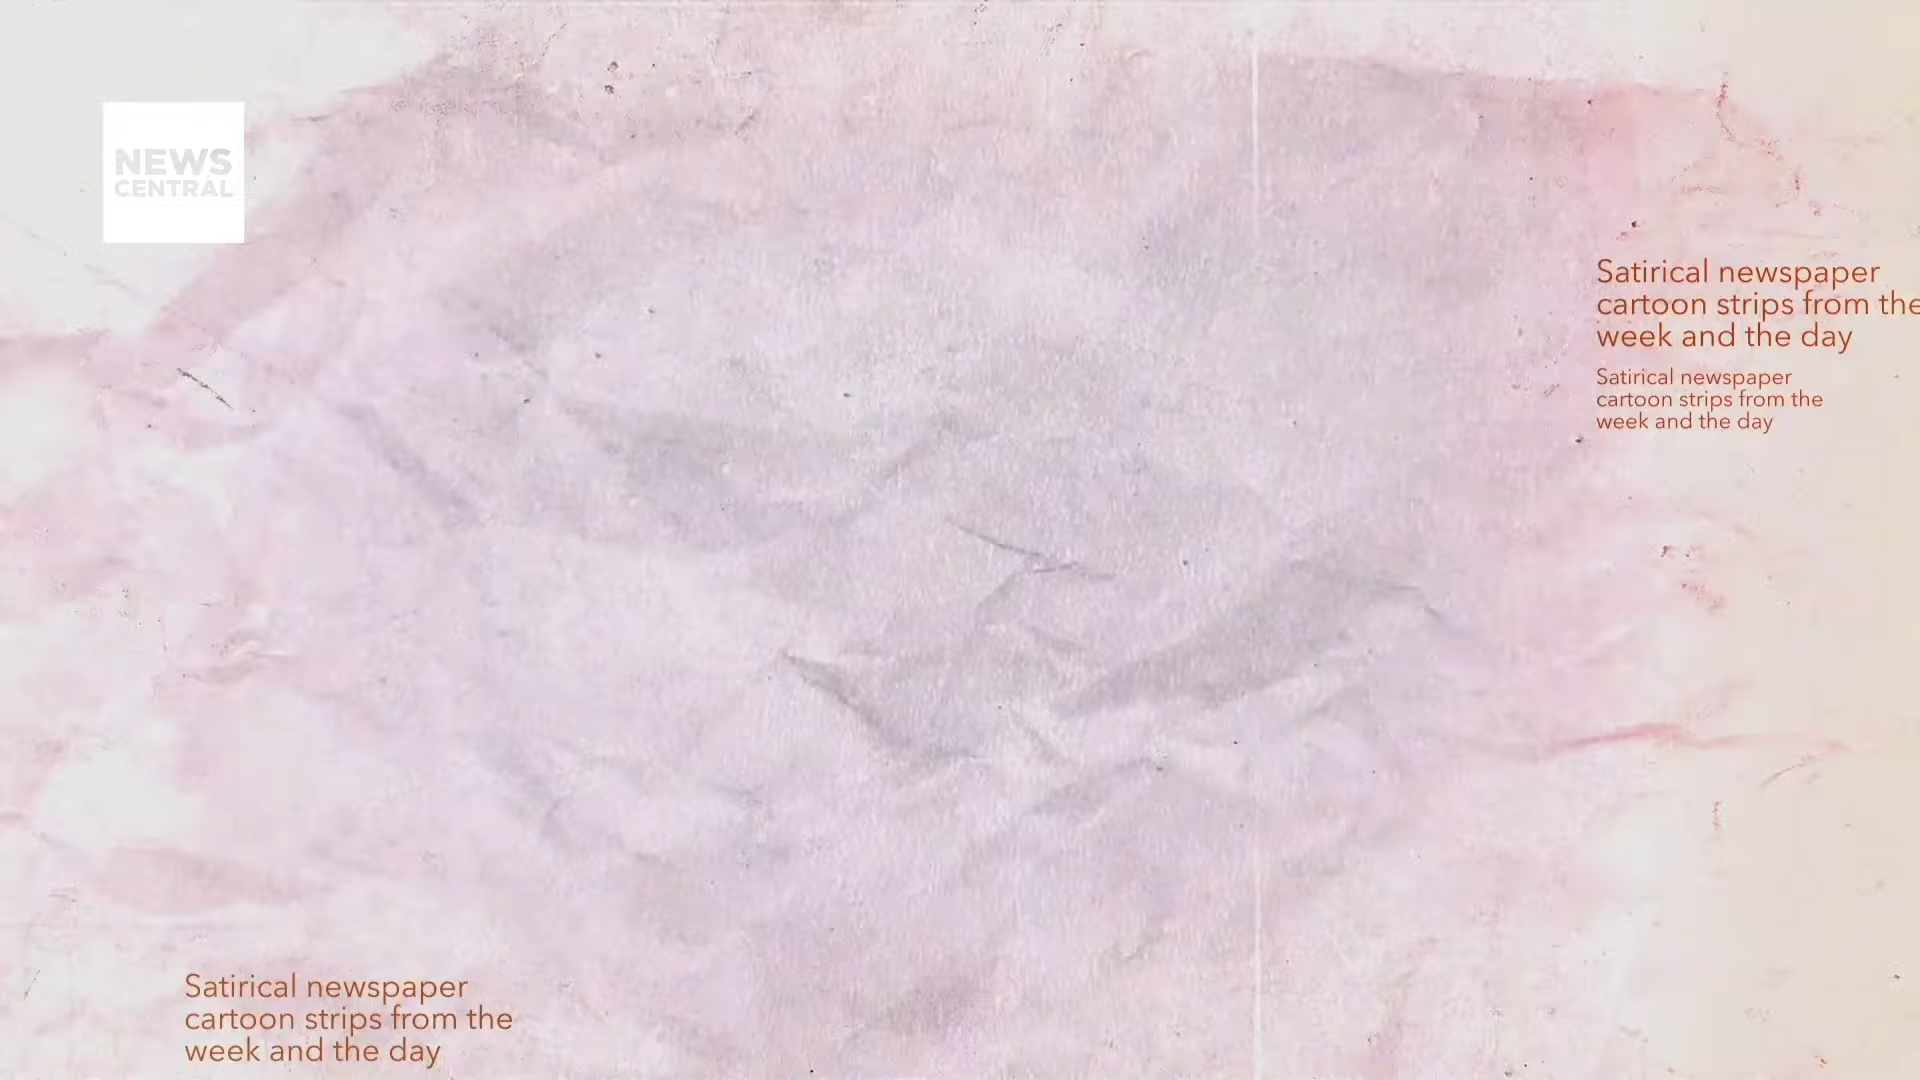 NEWS
CENTRAL
Satirical newspaper
cartoon strips from the
week and the day
Satirical newspaper
cartoon strips from the
week and the day
Satirical newspaper
cartoon strips from the
week and the day